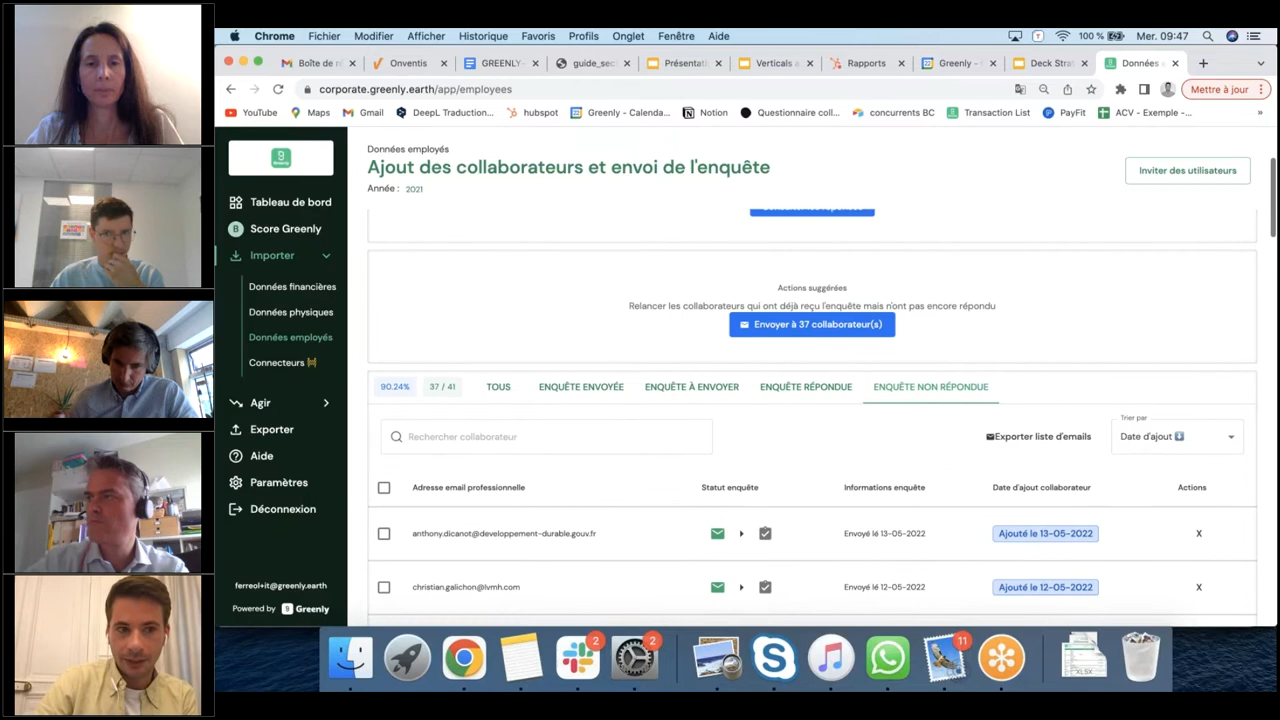 Chrome Fichier Modifier Afficher Historique Favoris Profils Onglet Fenêtre Aide 100 % Mer. 09:47
Boîte de ré Onventis GREENLY- guide_sec Présentati Verticals a Rapports Greenly - C Deck Strat Données e
corporate.greenly.earth/app/employees Mettre à jour
YouTube Maps Gmail DeepL Traduction... hubspot Greenly - Calenda... Notion Questionnaire coll... concurrents BC Transaction List PayFit ACV - Exemple -... »
Greenly
Tableau de bord
B Score Greenly
Importer
Données financières
Données physiques
Données employés
Connecteurs
Agir
Exporter
Aide
Paramètres
Déconnexion
ferreol+it@greenly.earth
Powered by Greenly
Données employés
Ajout des collaborateurs et envoi de l'enquête
Année : 2021
Inviter des utilisateurs
Actions suggérées
Relancer les collaborateurs qui ont déjà reçu l'enquête mais n'ont pas encore répondu
Envoyer à 37 collaborateur(s)
90.24% 37 / 41 TOUS ENQUÊTE ENVOYÉE ENQUÊTE À ENVOYER ENQUÊTE RÉPONDUE ENQUÊTE NON RÉPONDUE
Rechercher collaborateur
Exporter liste d'emails
Trier par
Date d'ajout
Adresse email professionnelle Statut enquête Informations enquête Date d'ajout collaborateur Actions
anthony.dicanot@developpement-durable.gouv.fr Envoyé lé 13-05-2022 Ajouté le 13-05-2022 X
christian.galichon@lvmh.com Envoyé lé 12-05-2022 Ajouté le 12-05-2022 X
2 2 11
XLSX